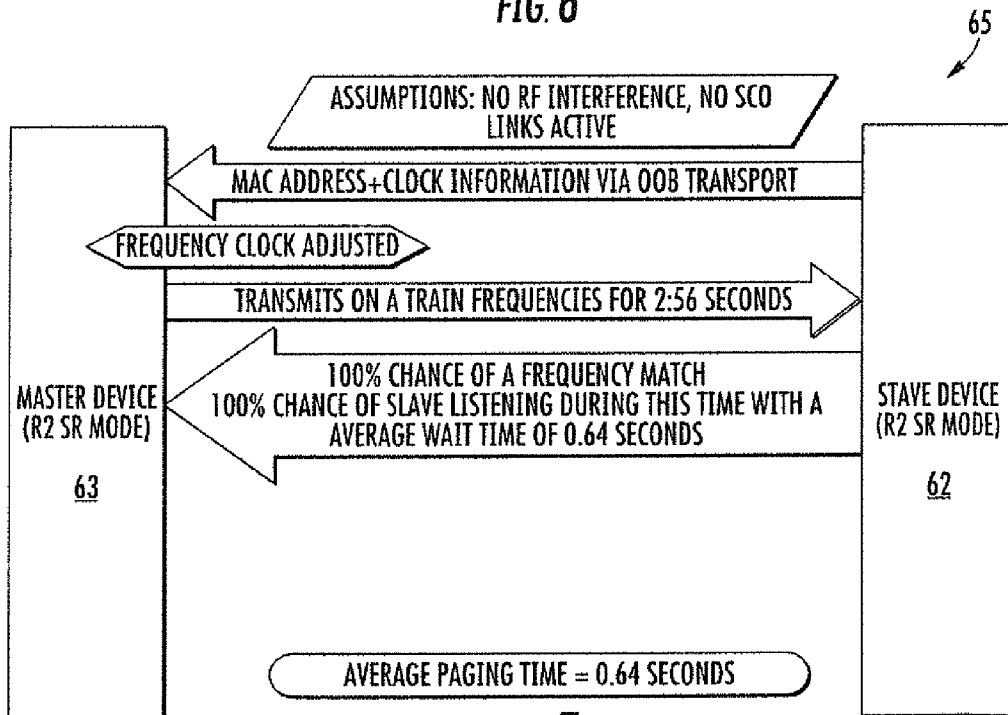 FIG. 6
65
ASSUMPTIONS: NO RF INTERFERENCE, NO SCO
LINKS ACTIVE
MAC ADDRESS+CLOCK INFORMATION VIA OOB TRANSPORT
FREQUENCY CLOCK ADJUSTED
TRANSMITS ON A TRAIN FREQUENCIES FOR 2:56 SECONDS
100% CHANCE OF A FREQUENCY MATCH
100% CHANCE OF SLAVE LISTENING DURING THIS TIME WITH A
AVERAGE WAIT TIME OF 0.64 SECONDS
MASTER DEVICE
(R2 SR MODE)
63
STAVE DEVICE
(R2 SR MODE)
62
AVERAGE PAGING TIME = 0.64 SECONDS